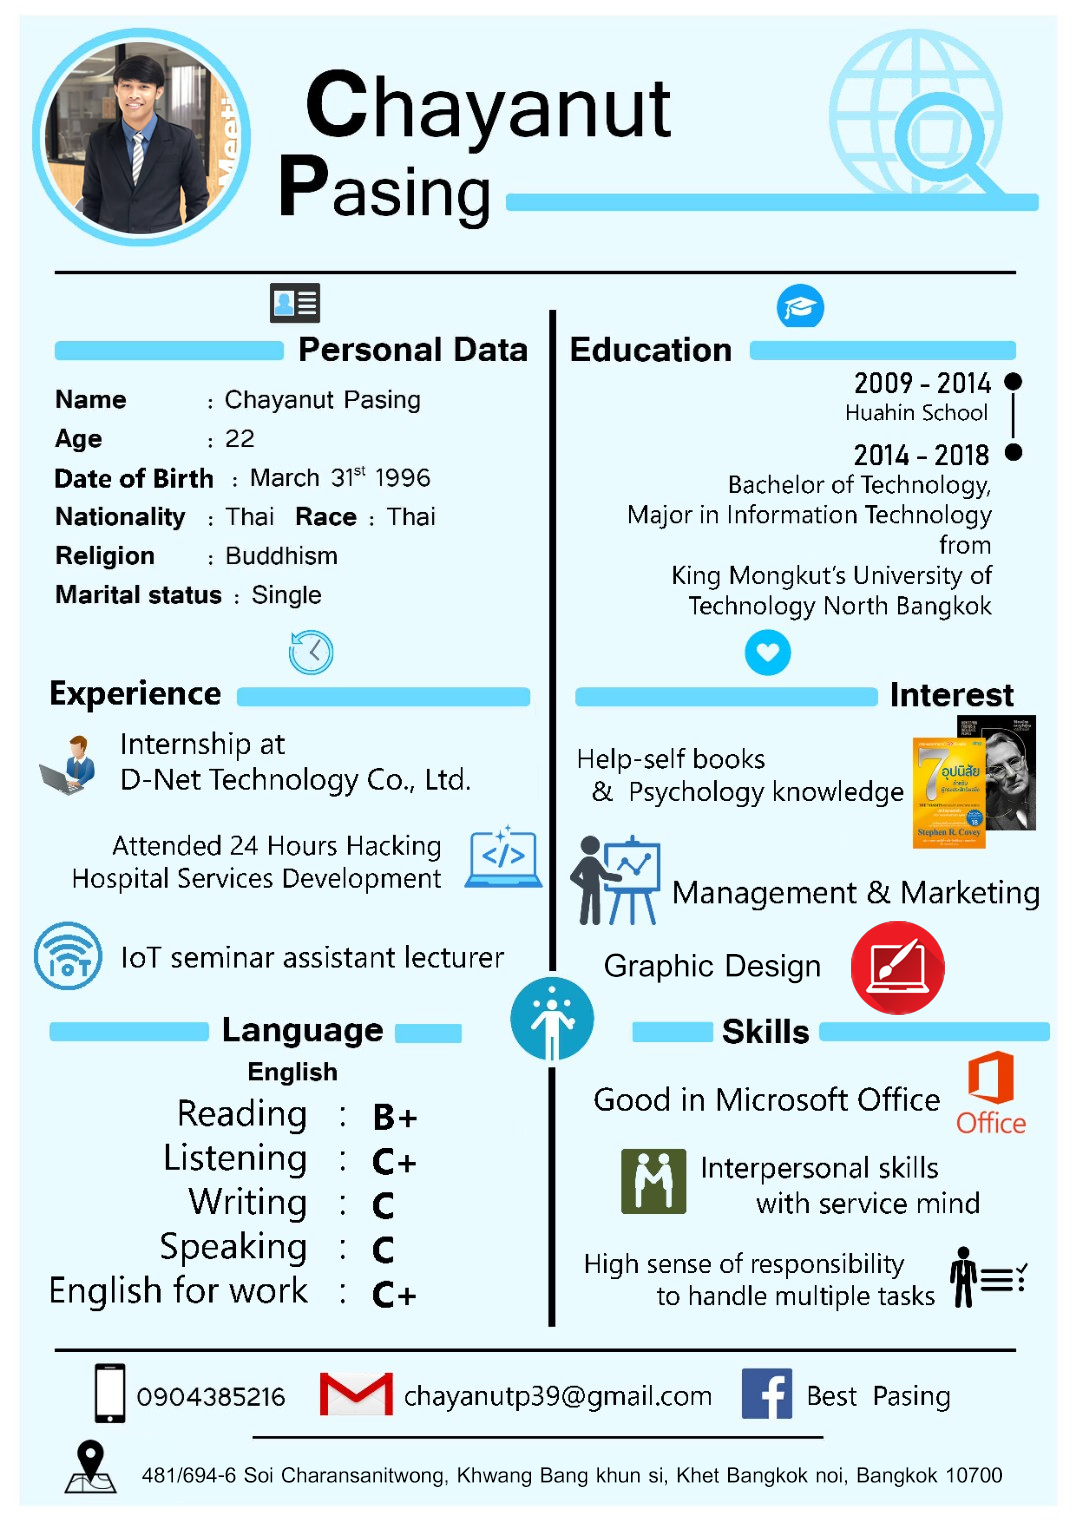 Meeti
Chayanut
Pasing
Personal Data
Name : Chayanut Pasing
Age : 22
Date of Birth : March 31st 1996
Nationality : Thai Race : Thai
Religion : Buddhism
Marital status : Single
Education
2009 - 2014
Huahin School
2014 - 2018
Bachelor of Technology,
Major in Information Technology
from
King Mongkut's University of
Technology North Bangkok
Experience
Internship at
D-Net Technology Co., Ltd.
Attended 24 Hours Hacking
Hospital Services Development
</>
IoT
IoT seminar assistant lecturer
Interest
Help-self books
& Psychology knowledge
7
อุปนิสัย
Stephen R. Covey
Management & Marketing
Graphic Design
Language
English
Reading : B+
Listening : C+
Writing : C
Speaking : C
English for work : C+
Skills
Good in Microsoft Office
Office
Interpersonal skills
with service mind
High sense of responsibility
to handle multiple tasks
0904385216
chayanutp39@gmail.com
f
Best Pasing
481/694-6 Soi Charansanitwong, Khwang Bang khun si, Khet Bangkok noi, Bangkok 10700